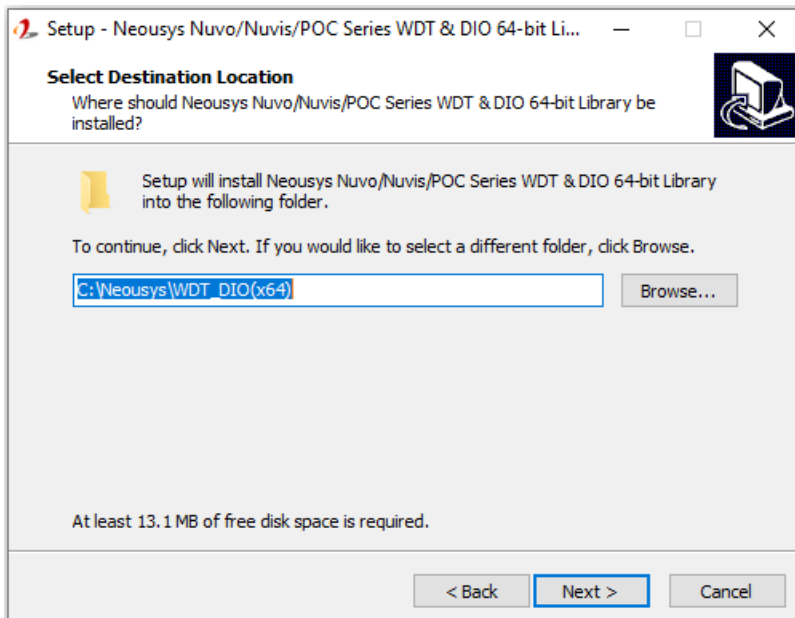 Setup - Neousys Nuvo/Nuvis/POC Series WDT & DIO 64-bit Li...
Select Destination Location
Where should Neousys Nuvo/Nuvis/POC Series WDT & DIO 64-bit Library be
installed?
Setup will install Neousys Nuvo/Nuvis/POC Series WDT & DIO 64-bit Library
into the following folder.
To continue, click Next. If you would like to select a different folder, click Browse.
C:\Neousys\WDT_DIO(x64)
Browse...
At least 13.1 MB of free disk space is required.
< Back
Next >
Cancel